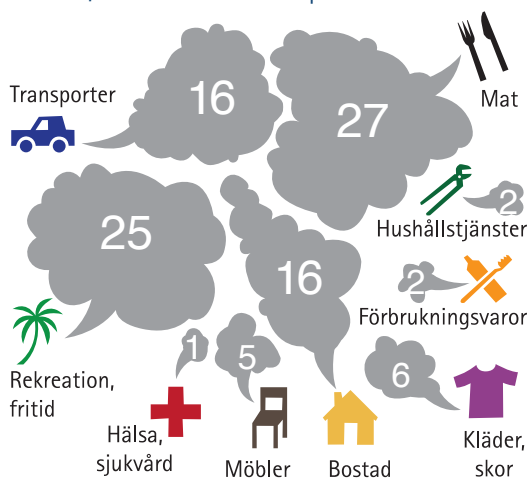 Transporter
16
27
Mat
2
Hushållstjänster
25
16
2
Förbrukningsvaror
Rekreation,
fritid
1
Hälsa,
sjukvård
5
Möbler
Bostad
6
Kläder,
skor